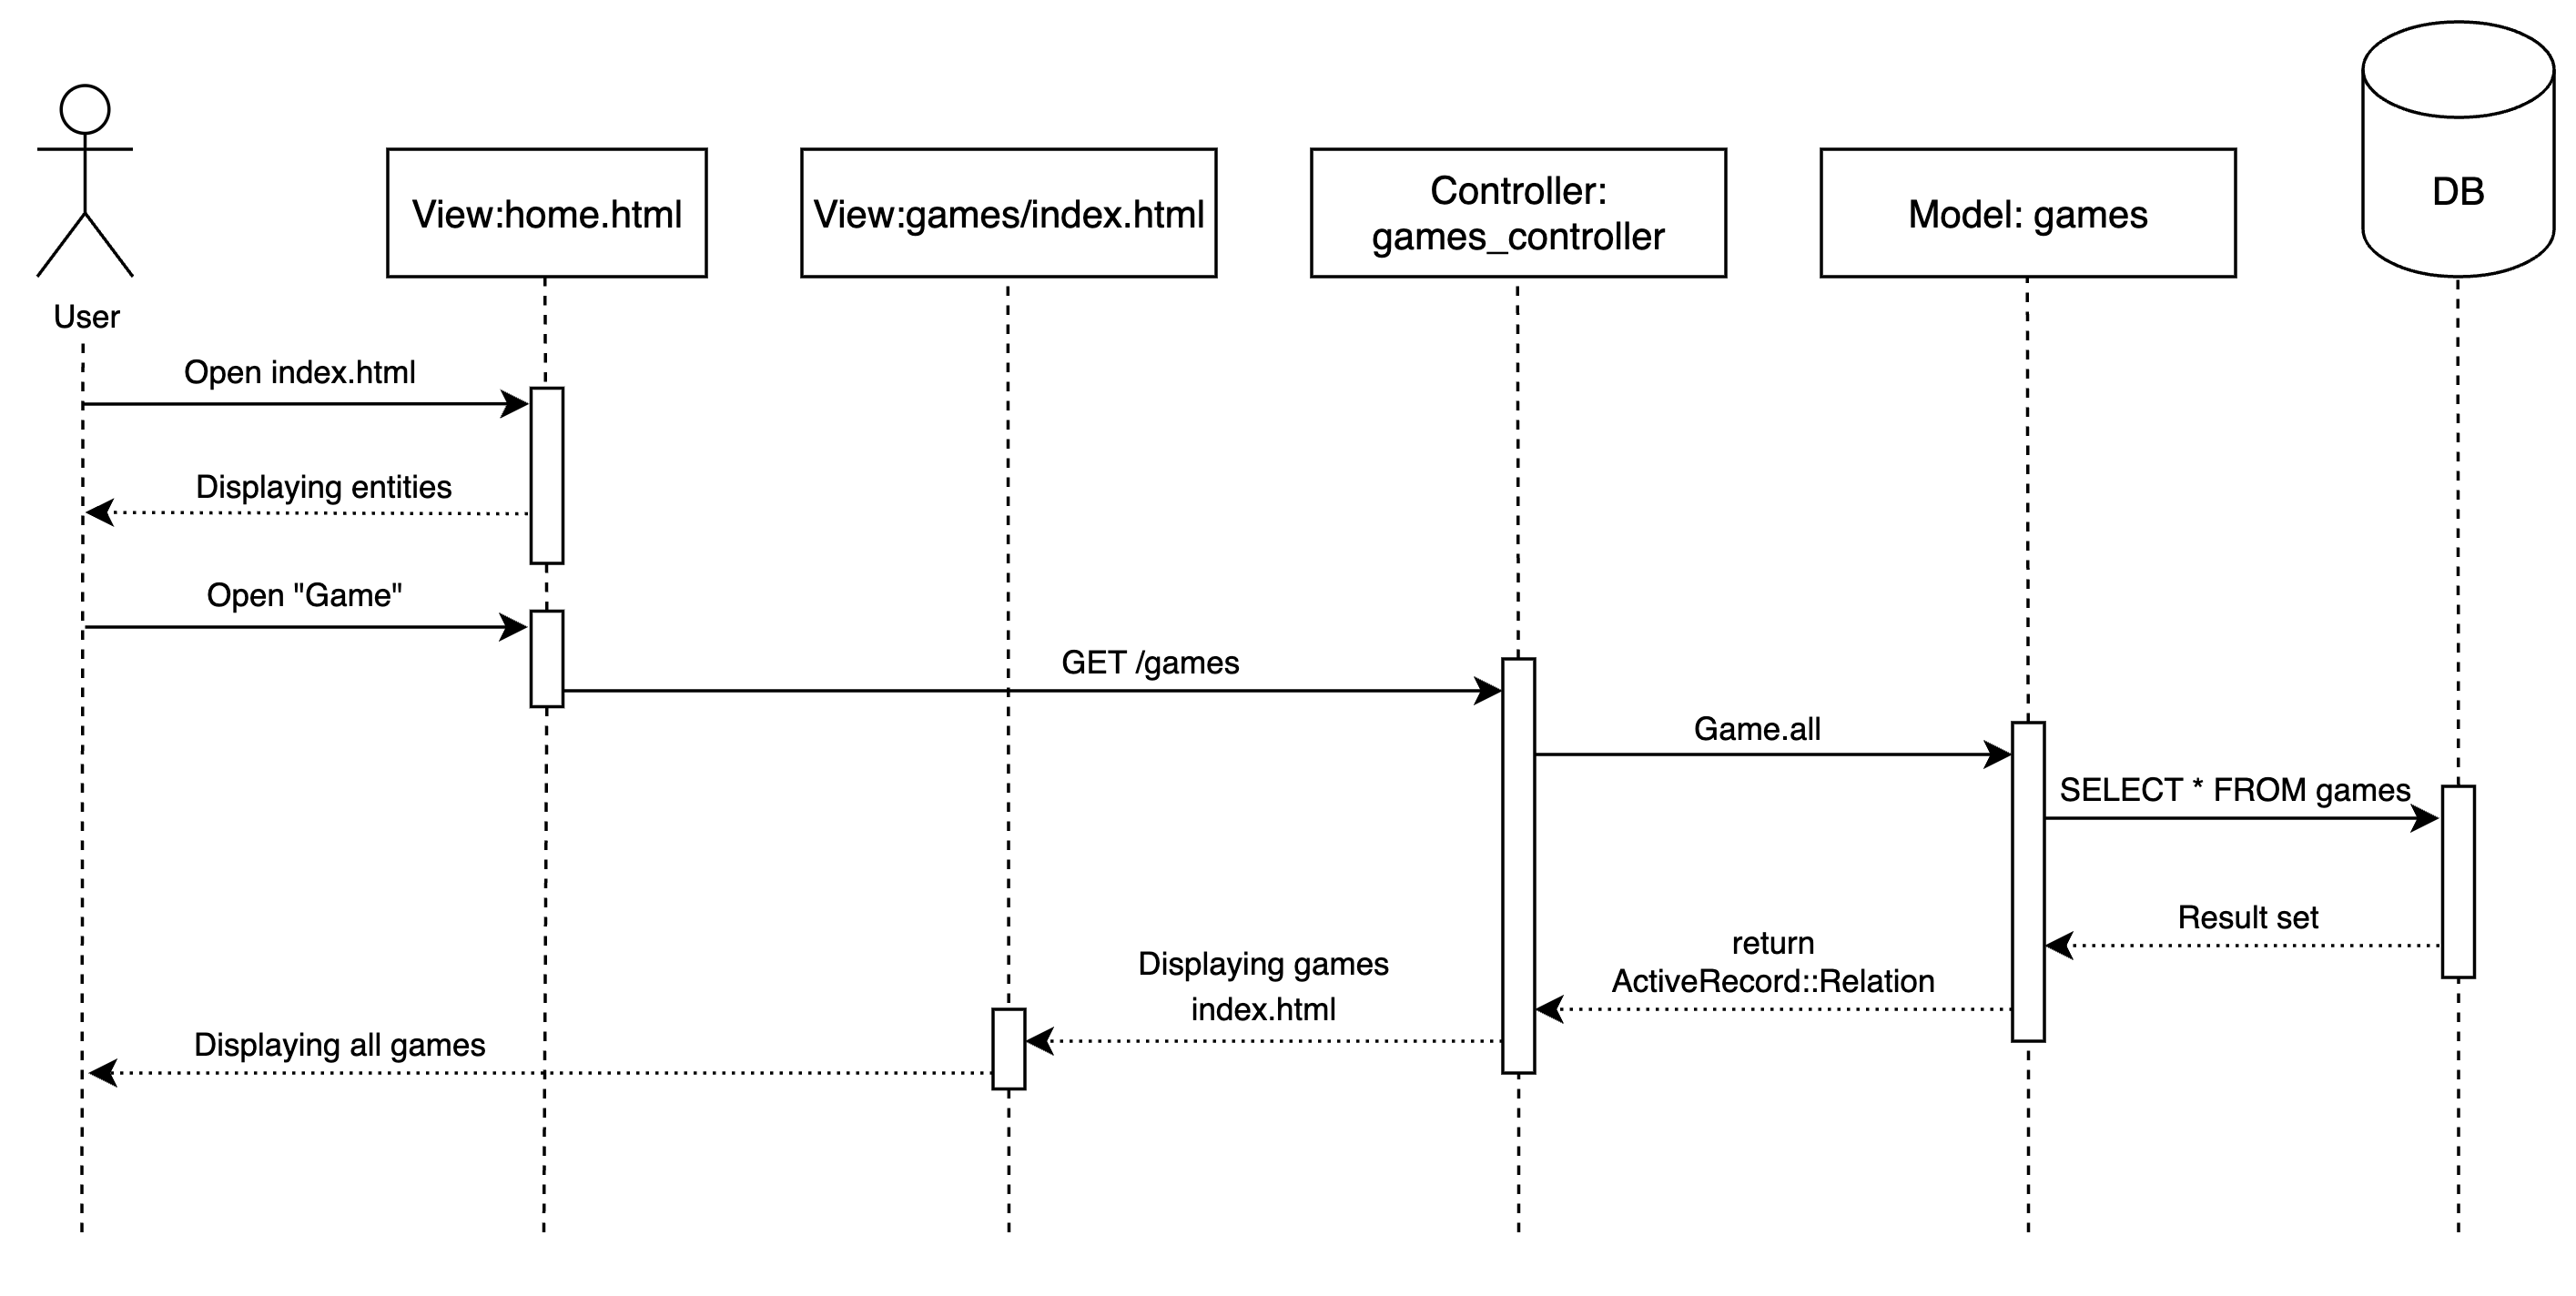 User
View:home.html
View:games/index.html
Controller:
games_controller
Model: games
DB
Open index.html
Displaying entities
Open "Game"
GET /games
Game.all
SELECT * FROM games
Result set
return
ActiveRecord::Relation
Displaying games
index.html
Displaying all games